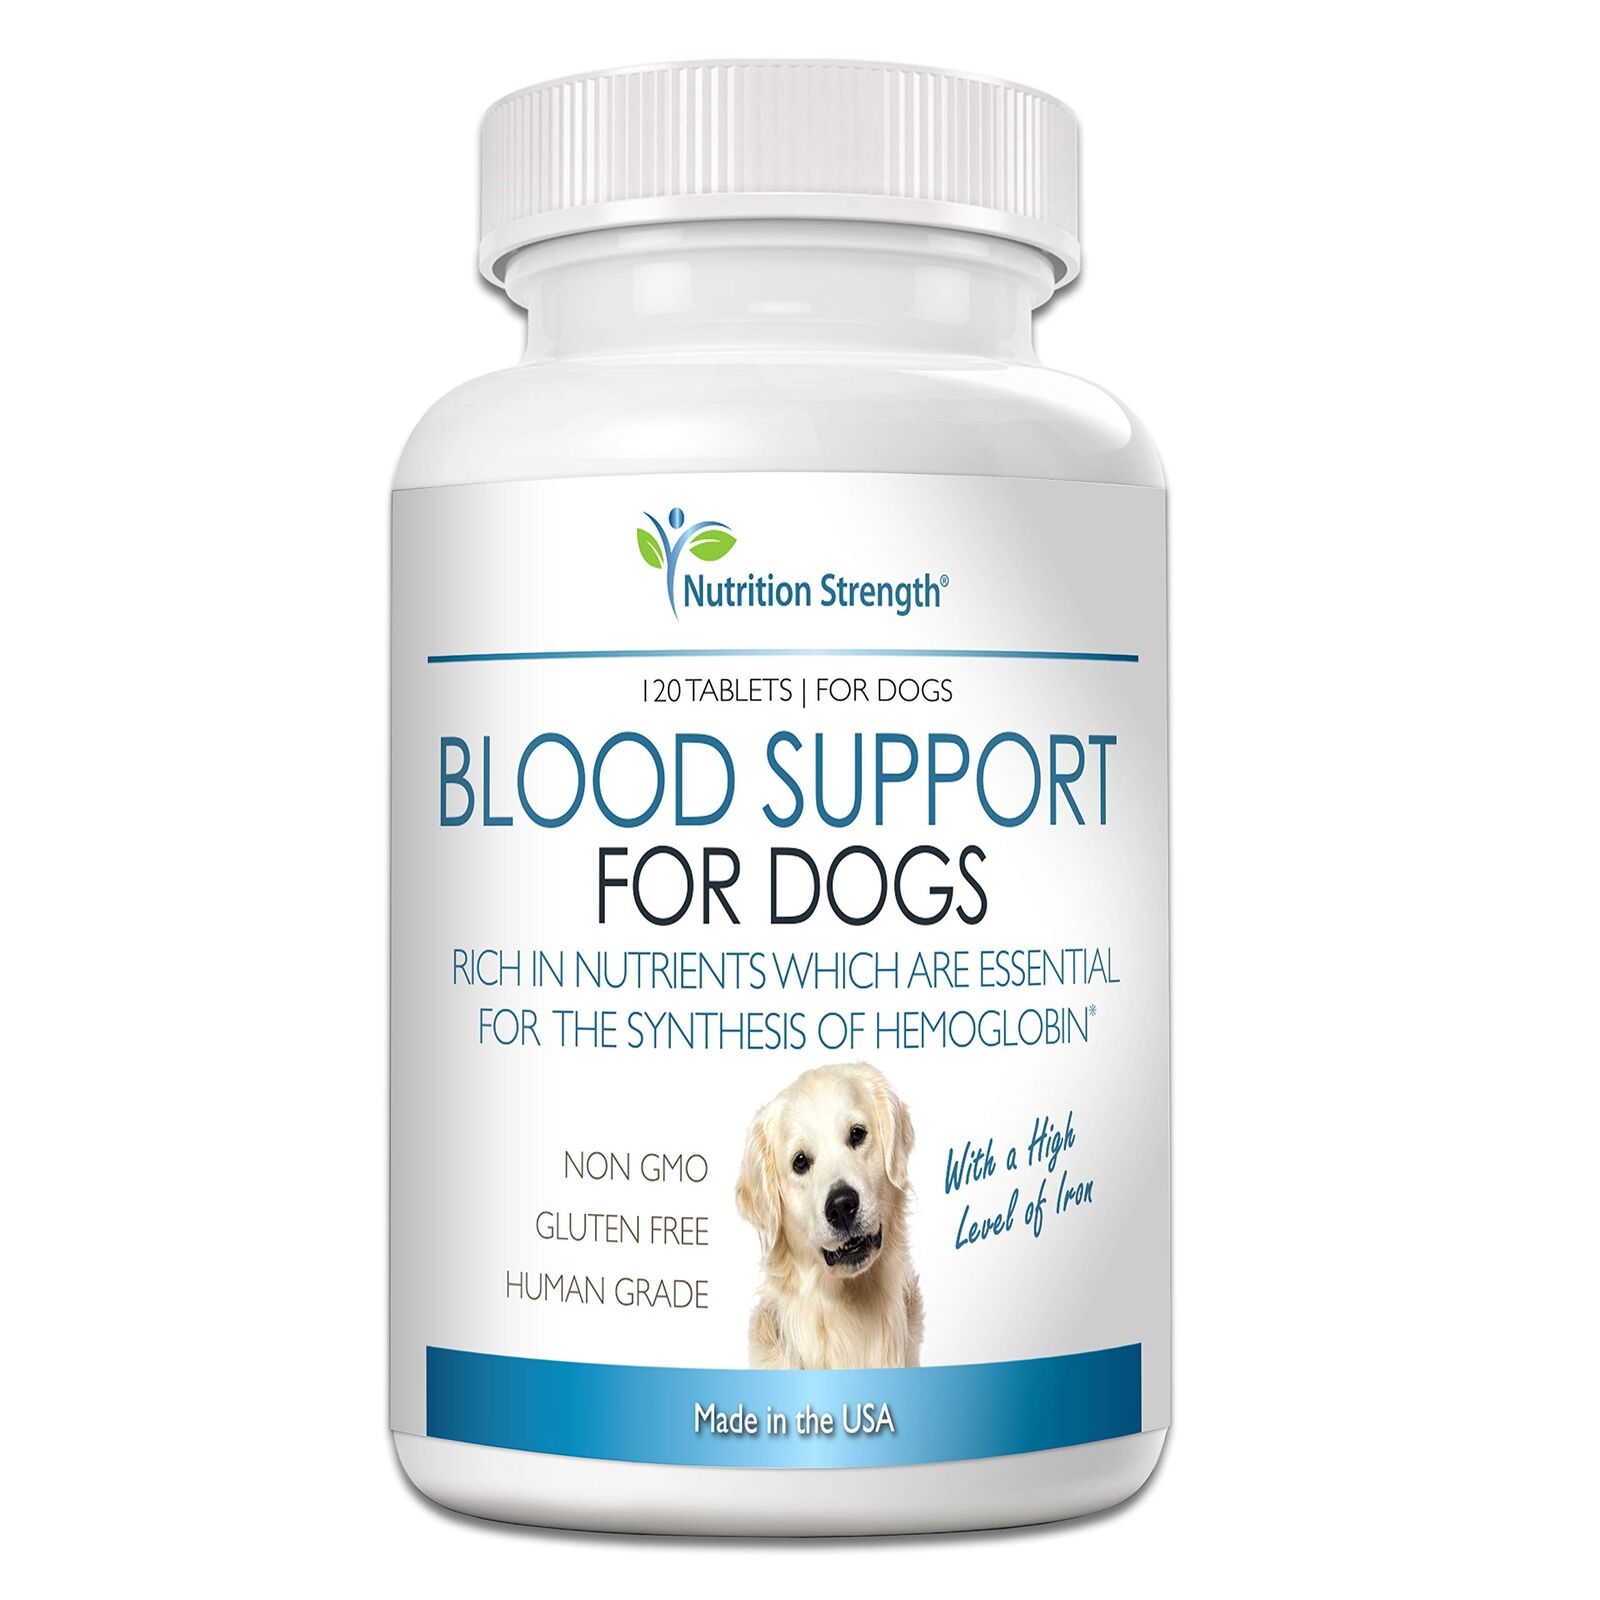 Nutrition Strength®
120 TABLETS | FOR DOGS
BLOOD SUPPORT
FOR DOGS
RICH IN NUTRIENTS WHICH ARE ESSENTIAL
FOR THE SYNTHESIS OF HEMOGLOBIN*
NON GMO
GLUTEN FREE
HUMAN GRADE
With a High
Level of Iron
Made in the USA